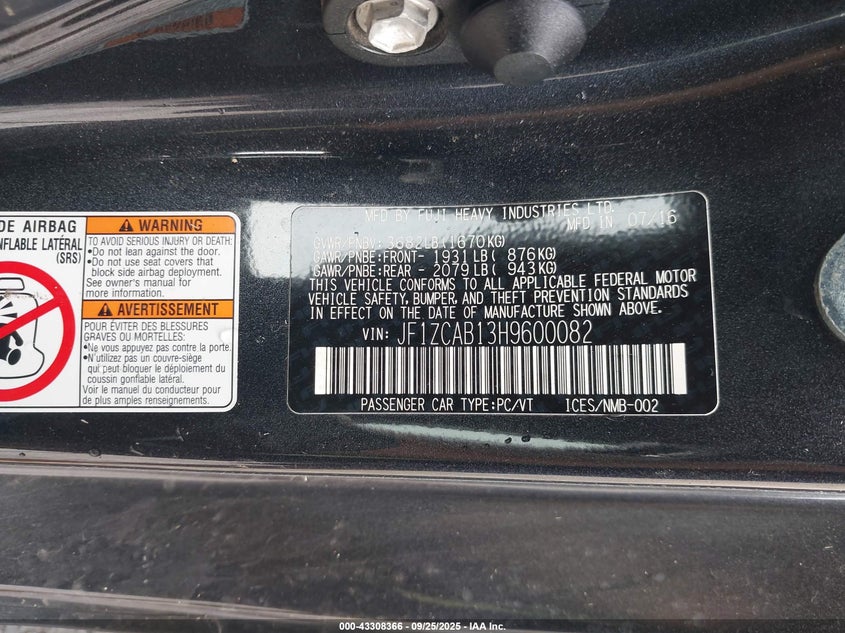 DE AIRBAG
NFLABLE LATÉRAL
(SRS)
WARNING
TO AVOID SERIOUS INJURY OR DEATH:
•Do not lean against the door.
•Do not use seat covers that
block side airbag deployment.
See owner's manual for
more information.
AVERTISSEMENT
POUR ÉVITER DES BLESSURES
GRAVES OU MORTELLES:
•Ne vous appuyez pas contre la porte.
•N'utilizez pas un couvre-siège
qui peut bloquer le déploiement du
coussin gonflable latéral.
Voir le manuel du conducteur pour
de plus amples renseignements.
MFD BY FUJI HEAVY INDUSTRIES LTD.
MFD IN 07/16
GVWR/PNBV: 3682LB(1670KG)
GAWR/PNBE:FRONT- 1931LB( 876KG)
GAWR/PNBE:REAR - 2079LB( 943KG)
THIS VEHICLE CONFORMS TO ALL APPLICABLE FEDERAL MOTOR
VEHICLE SAFETY, BUMPER, AND THEFT PREVENTION STANDARDS
IN EFFECT ON THE DATE OF MANUFACTURE SHOWN ABOVE.
VIN: JF1ZCAB13H9600082
PASSENGER CAR TYPE:PC/VT ICES/NMB-002
000-43308366 - 09/25/2025 - IAA Inc.